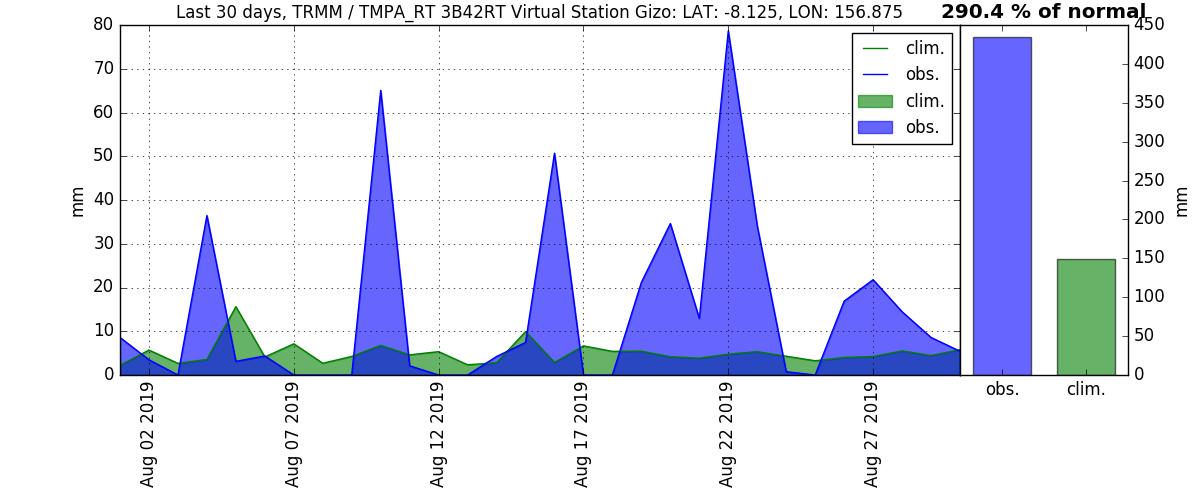 Last 30 days, TRMM / TMPA_RT 3B42RT Virtual Station Gizo: LAT: -8.125, LON: 156.875
290.4 % of normal
80
70
60
50
40
30
20
10
0
mm
clim.
obs.
clim.
obs.
450
400
350
300
250
200
150
100
50
0
mm
Aug 02 2019
Aug 07 2019
Aug 12 2019
Aug 17 2019
Aug 22 2019
Aug 27 2019
obs.
clim.